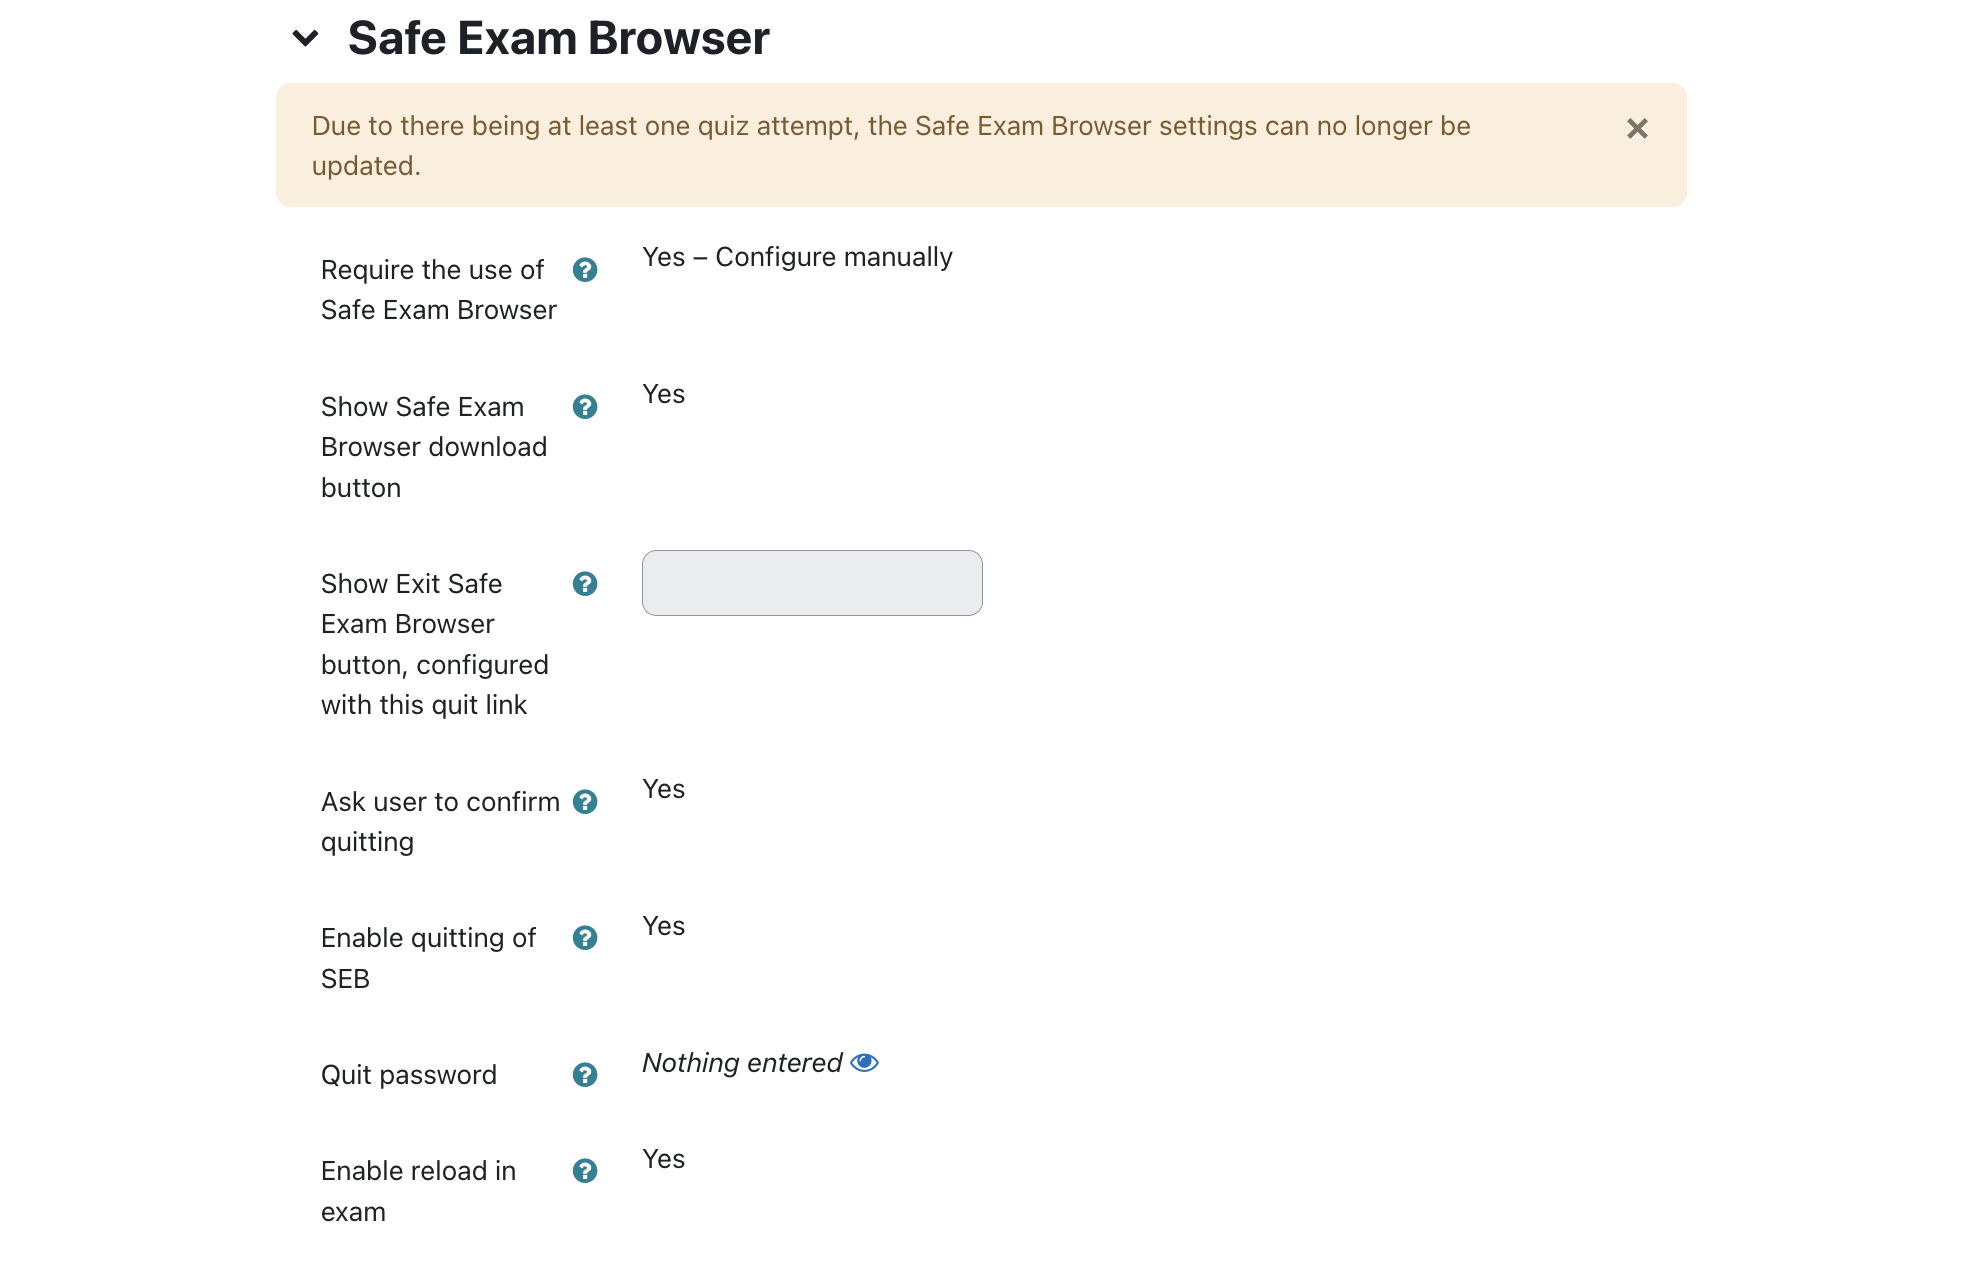 Safe Exam Browser
Due to there being at least one quiz attempt, the Safe Exam Browser settings can no longer be
updated.
Require the use of
Safe Exam Browser
Yes – Configure manually
Show Safe Exam
Browser download
button
Yes
Show Exit Safe
Exam Browser
button, configured
with this quit link
Ask user to confirm
quitting
Yes
Enable quitting of
SEB
Yes
Quit password
Nothing entered
Enable reload in
exam
Yes